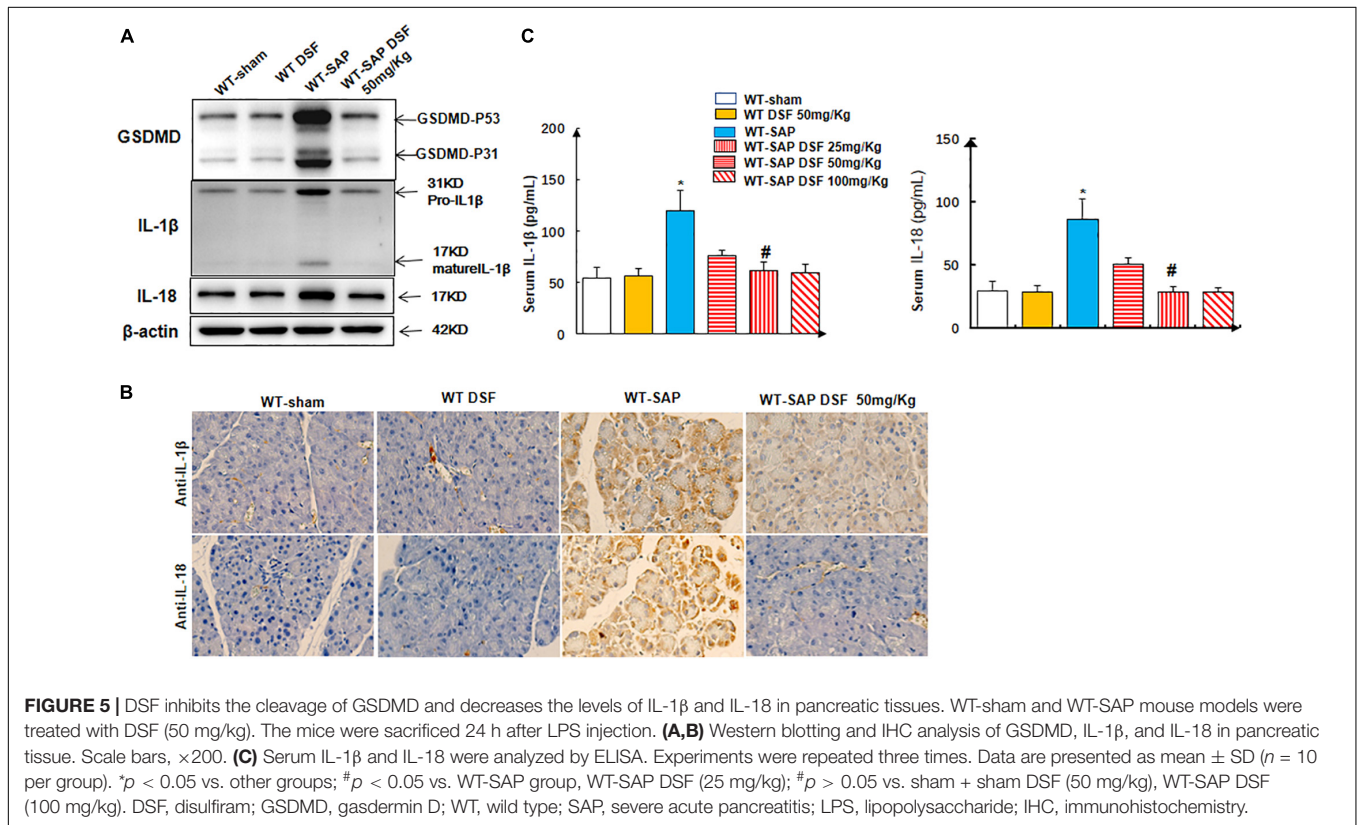 A
WT-sham
WT DSF
WT-SAP
WT-SAP DSF
50mg/Kg
GSDMD
GSDMD-P53
GSDMD-P31
31KD
Pro-IL1β
IL-1β
17KD
matureIL-1β
IL-18
17KD
β-actin
42KD
C
WT-sham
WT DSF 50mg/Kg
WT-SAP
WT-SAP DSF 25mg/Kg
WT-SAP DSF 50mg/Kg
WT-SAP DSF 100mg/Kg
Serum IL-1β (pg/mL)
200
150
100
50
0
*
#
Serum IL-18 (pg/mL)
150
100
50
0
*
#
B
WT-sham
WT DSF
WT-SAP
WT-SAP DSF 50mg/Kg
Anti-IL-1β
Anti-IL-18
FIGURE 5 | DSF inhibits the cleavage of GSDMD and decreases the levels of IL-1β and IL-18 in pancreatic tissues. WT-sham and WT-SAP mouse models were
treated with DSF (50 mg/kg). The mice were sacrificed 24 h after LPS injection. (A,B) Western blotting and IHC analysis of GSDMD, IL-1β, and IL-18 in pancreatic
tissue. Scale bars, ×200. (C) Serum IL-1β and IL-18 were analyzed by ELISA. Experiments were repeated three times. Data are presented as mean ± SD (n = 10
per group). *p < 0.05 vs. other groups; #p < 0.05 vs. WT-SAP group, WT-SAP DSF (25 mg/kg); #p > 0.05 vs. sham + sham DSF (50 mg/kg), WT-SAP DSF
(100 mg/kg). DSF, disulfiram; GSDMD, gasdermin D; WT, wild type; SAP, severe acute pancreatitis; LPS, lipopolysaccharide; IHC, immunohistochemistry.